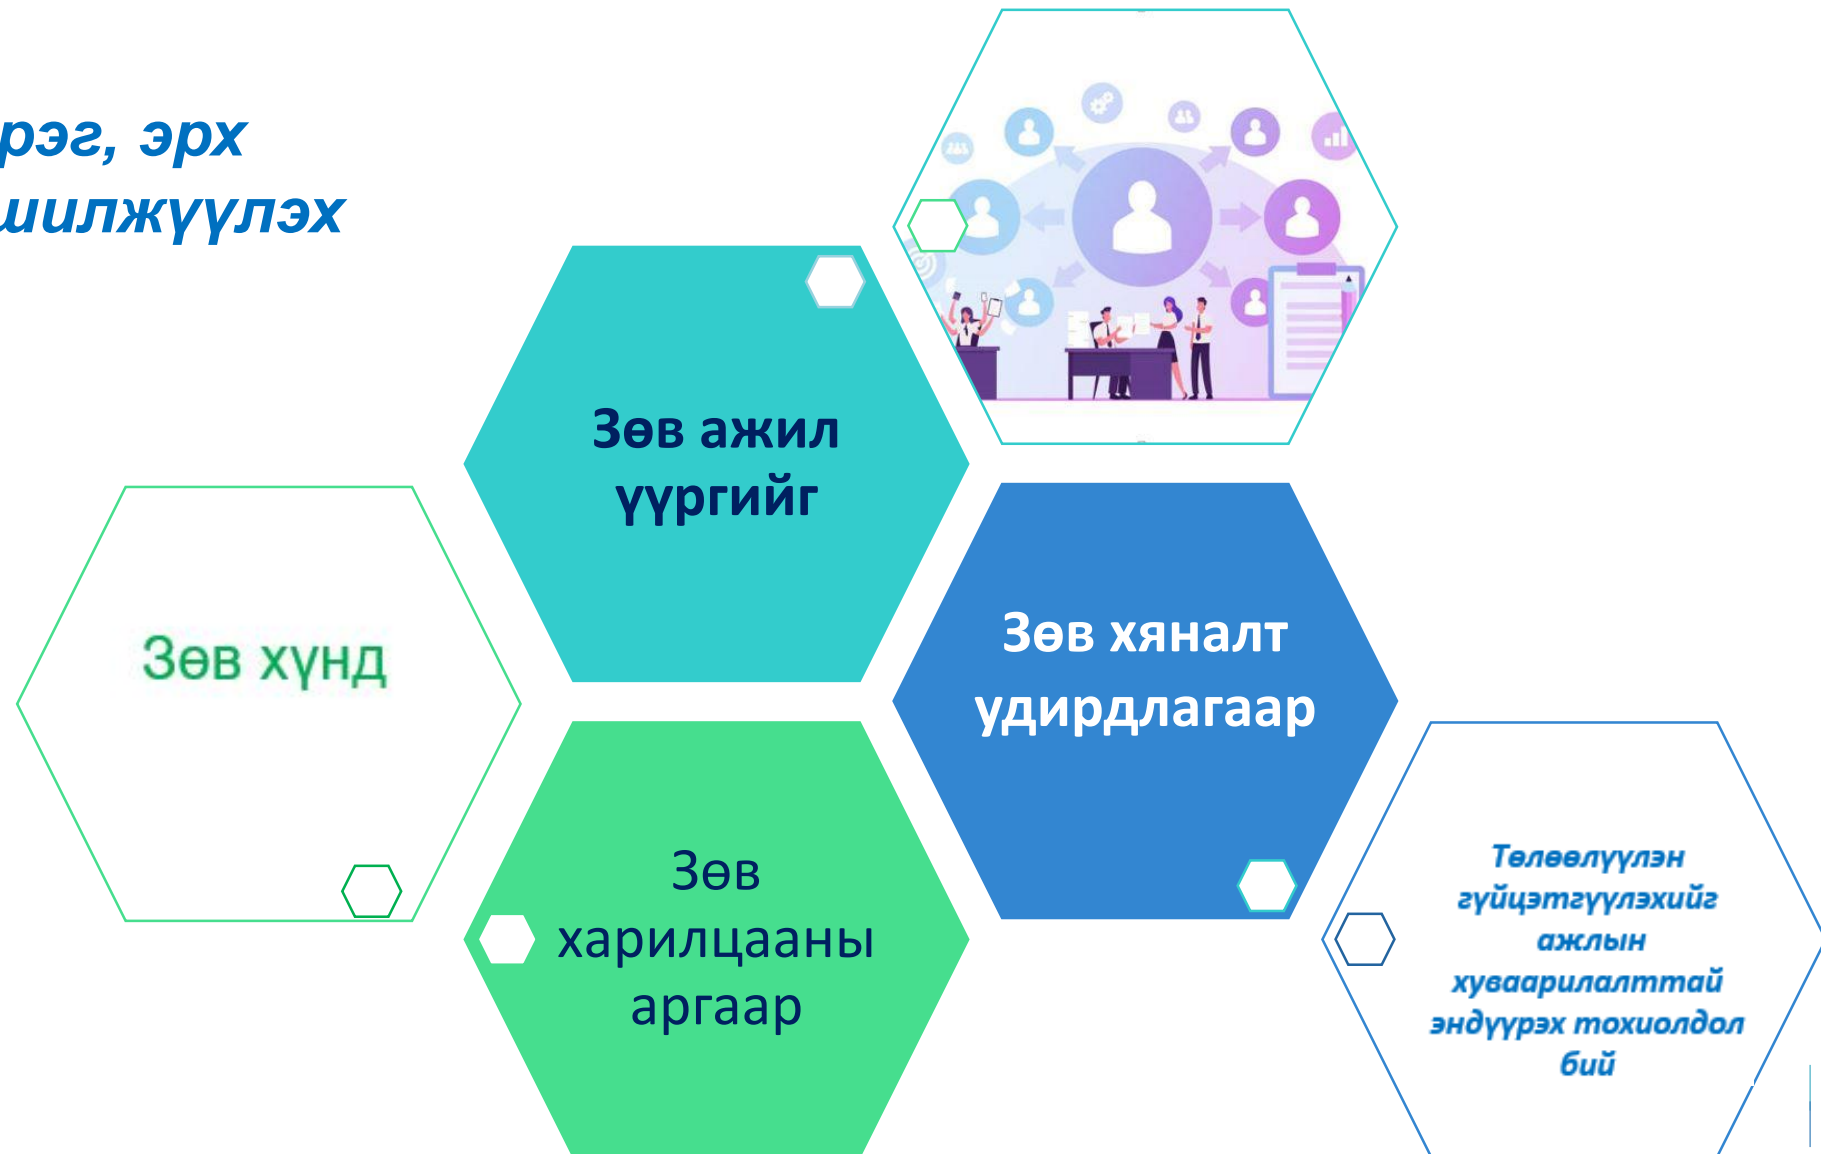 рэг, эрх
шилжүүлэх
Зөв ажил
үүргийг
Зөв хүнд
Зөв хяналт
удирдлагаар
Зөв
харилцааны
аргаар
Төлөөлүүлэн
гүйцэтгүүлэхийг
ажлын
хуваарилалттай
эндүүрэх тохиолдол
бий